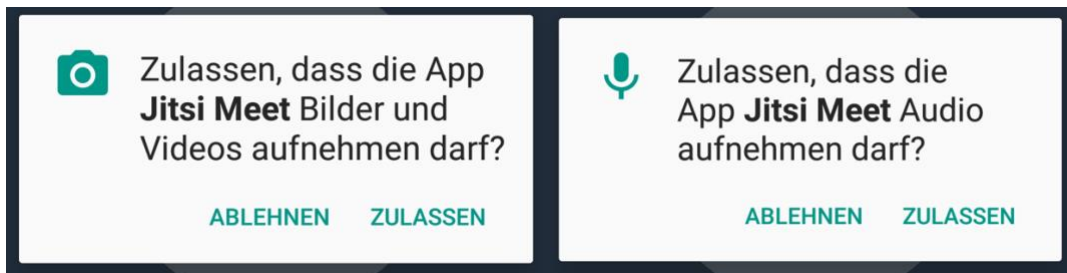 Zulassen, dass die App
Jitsi Meet Bilder und
Videos aufnehmen darf?
ABLEHNEN ZULASSEN
Zulassen, dass die
App Jitsi Meet Audio
aufnehmen darf?
ABLEHNEN ZULASSEN